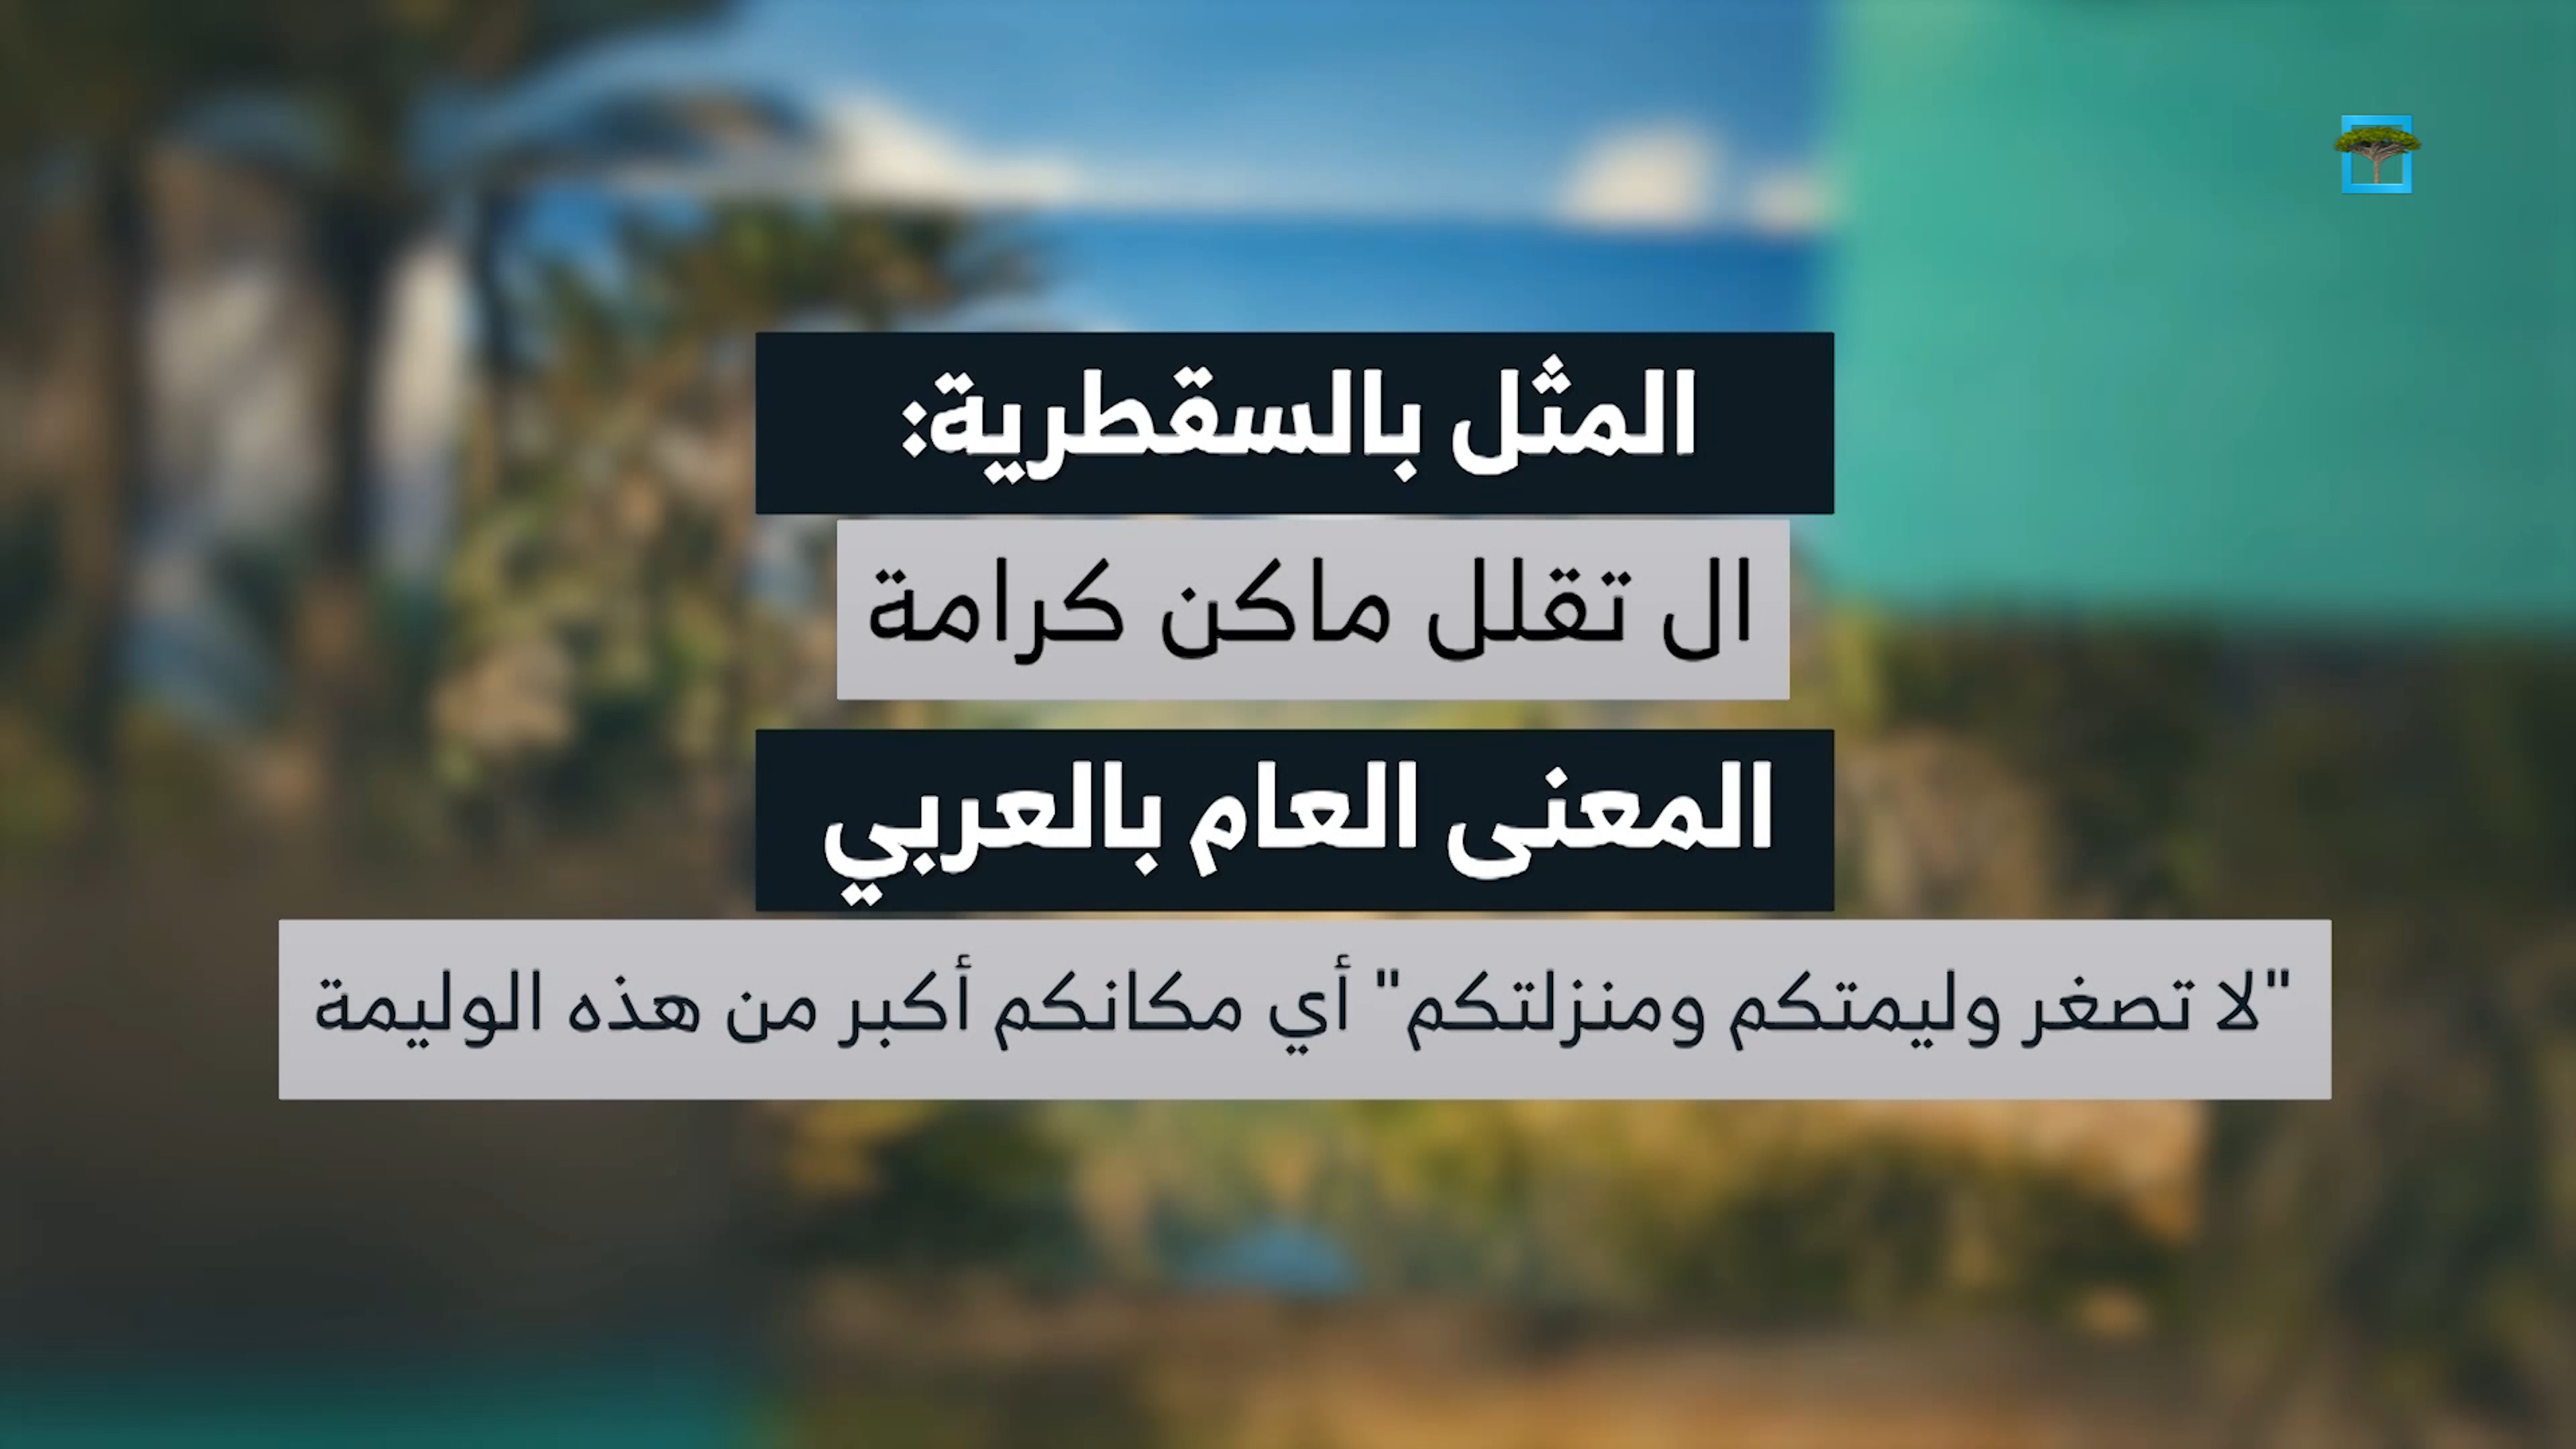 المثل بالسقطرية:
ال تقلل ماكن كرامة
المعنى العام بالعربي
"لا تصغر وليمتكم ومنزلتكم" أي مكانكم أكبر من هذه الوليمة